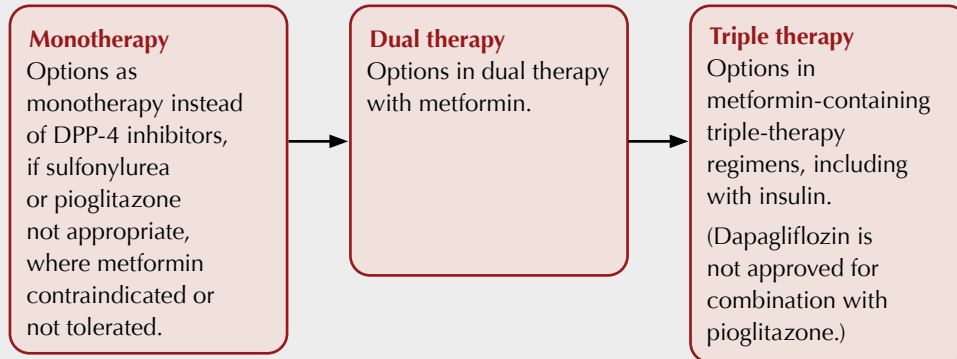 Monotherapy
Options as
monotherapy instead
of DPP-4 inhibitors,
if sulfonylurea
or pioglitazone
not appropriate,
where metformin
contraindicated or
not tolerated.
Dual therapy
Options in dual therapy
with metformin.
Triple therapy
Options in
metformin-containing
triple-therapy
regimens, including
with insulin.
(Dapagliflozin is
not approved for
combination with
pioglitazone.)